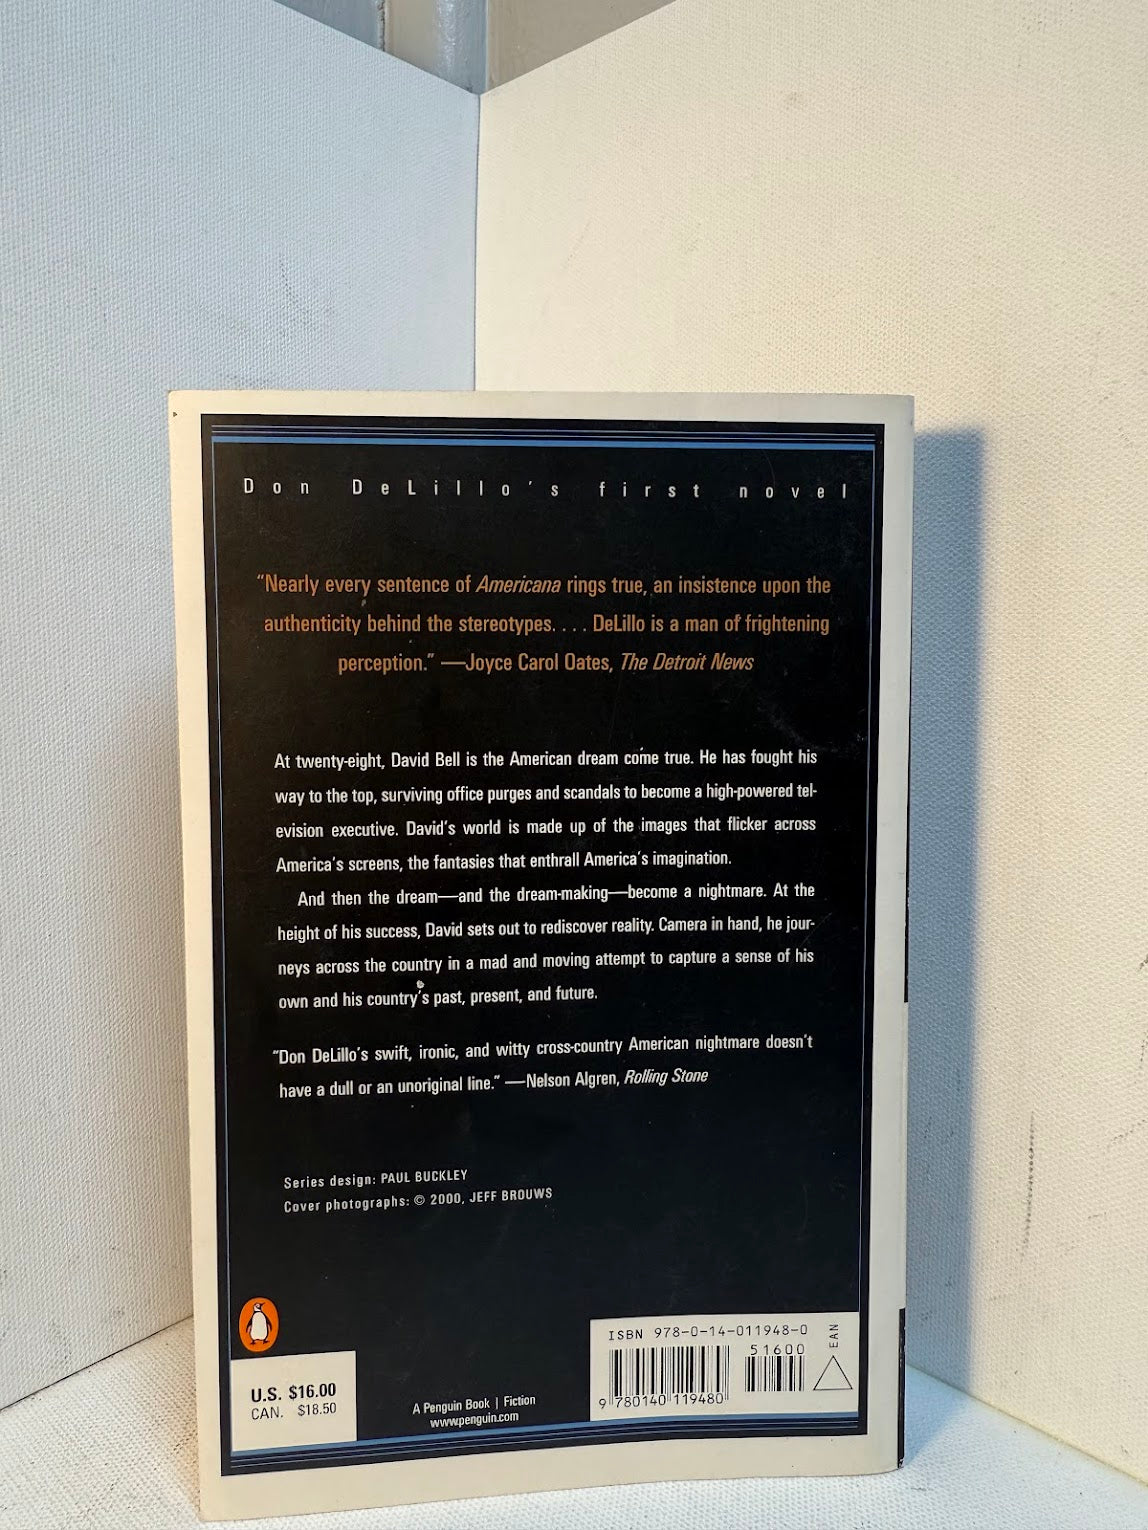 Don DeLillo's first novel
“Nearly every sentence of Americana rings true, an insistence upon the
authenticity behind the stereotypes. . . . DeLillo is a man of frightening
perception.” —Joyce Carol Oates, The Detroit News
At twenty-eight, David Bell is the American dream come true. He has fought his
way to the top, surviving office purges and scandals to become a high-powered tel-
evision executive. David's world is made up of the images that flicker across
America's screens, the fantasies that enthrall America's imagination.
And then the dream—and the dream-making—become a nightmare. At the
height of his success, David sets out to rediscover reality. Camera in hand, he jour-
neys across the country in a mad and moving attempt to capture a sense of his
own and his country's past, present, and future.
“Don DeLillo's swift, ironic, and witty cross-country American nightmare doesn't
have a dull or an unoriginal line.” —Nelson Algren, Rolling Stone
Series design: PAUL BUCKLEY
Cover photographs: © 2000, JEFF BROUWS
U.S. $16.00
CAN. $18.50
A Penguin Book | Fiction
www.penguin.com
ISBN 978-0-14-011948-0
51600
EAN
9 780140 119480